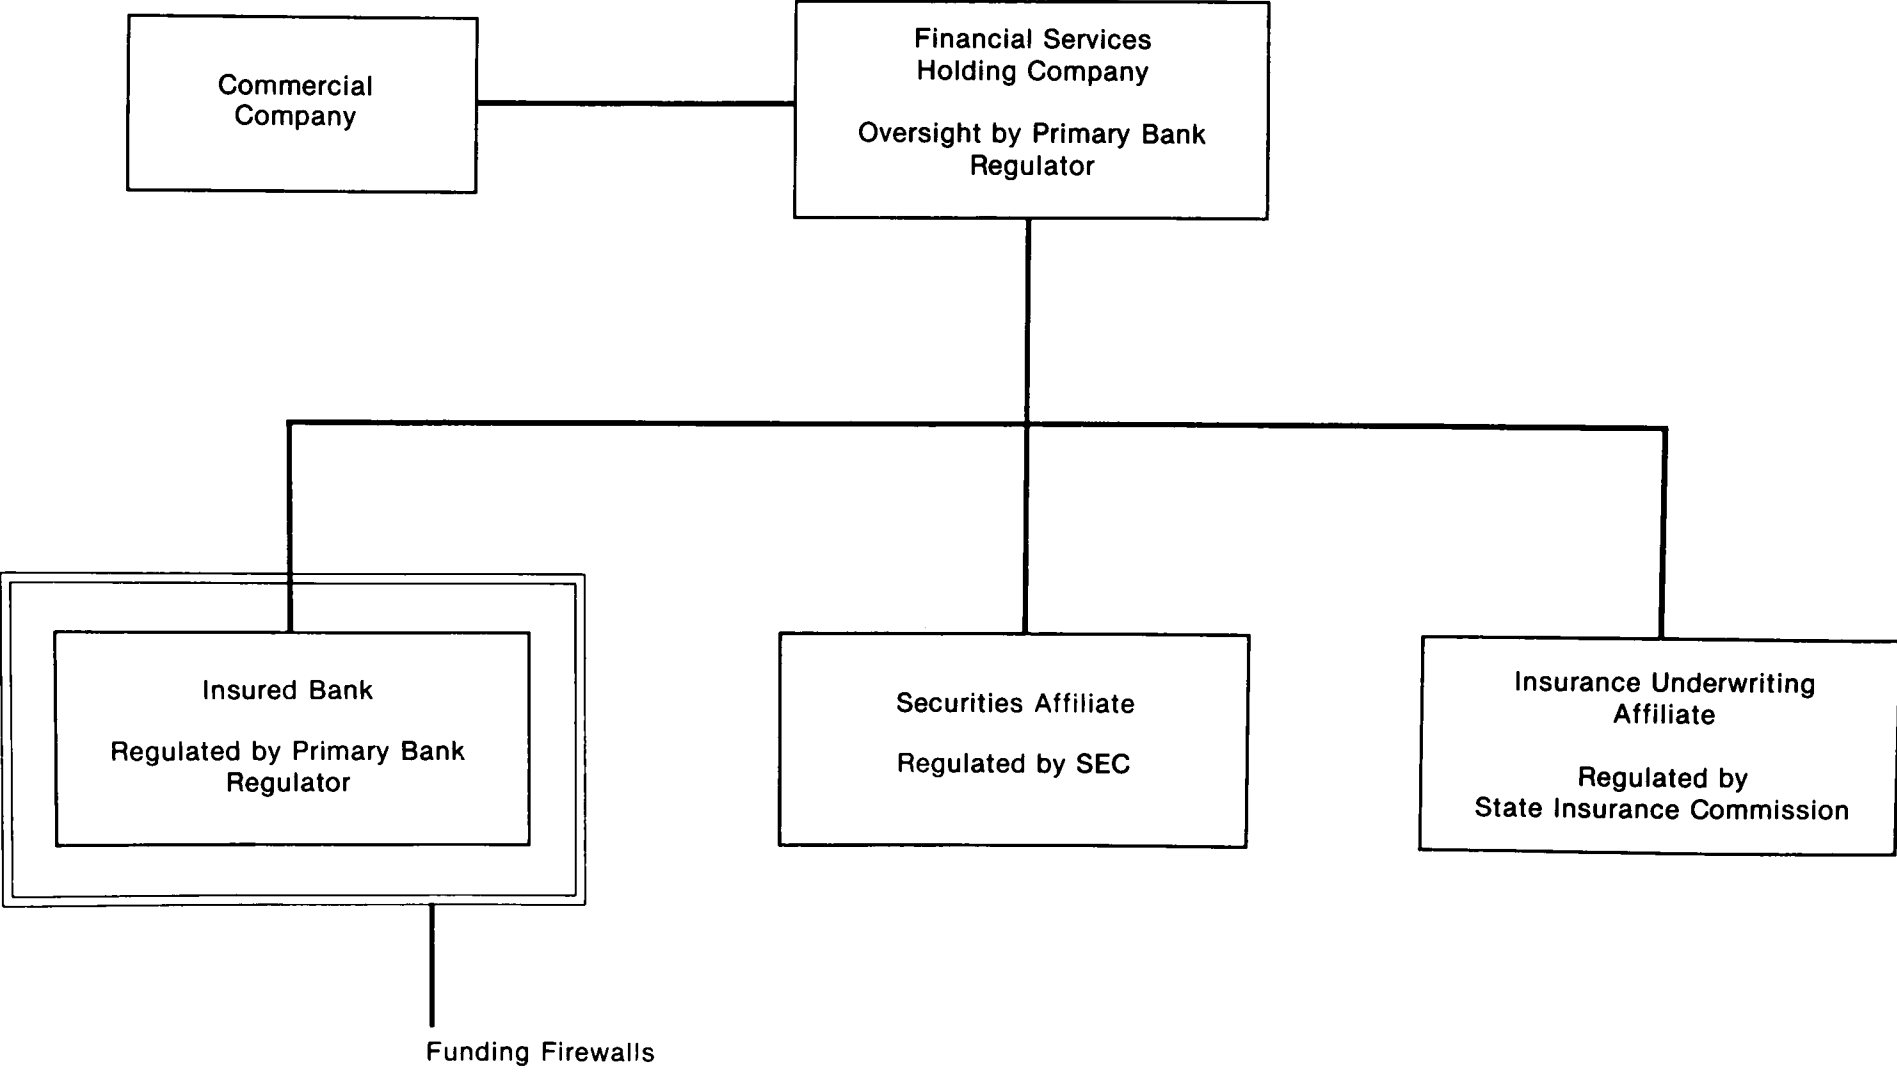 Commercial
Company
Financial Services
Holding Company
Oversight by Primary Bank
Regulator
Insured Bank
Regulated by Primary Bank
Regulator
Securities Affiliate
Regulated by SEC
Insurance Underwriting
Affiliate
Regulated by
State Insurance Commission
Funding Firewalls